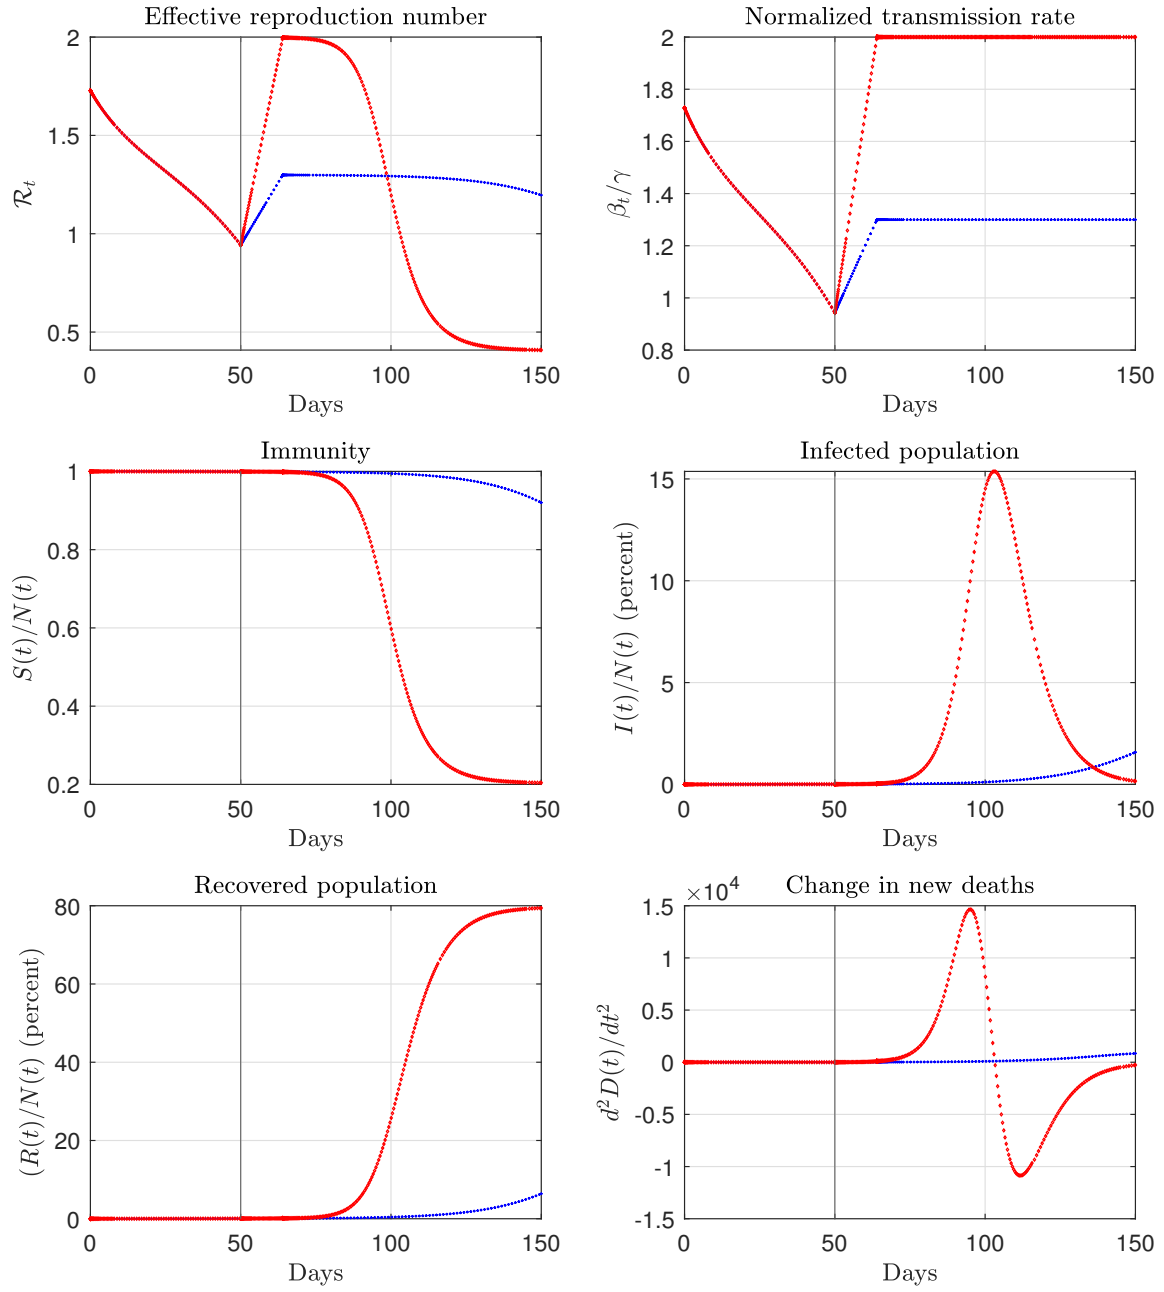 Effective reproduction number
2
1.5
1
0.5
ℛ_t
0 50 100 150
Days
Normalized transmission rate
2
1.8
1.6
1.4
1.2
1
0.8
β_t/γ
0 50 100 150
Days
Immunity
1
0.8
0.6
0.4
0.2
S(t)/N(t)
0 50 100 150
Days
Infected population
15
10
5
0
I(t)/N(t) (percent)
0 50 100 150
Days
Recovered population
80
60
40
20
0
(R(t)/N(t) (percent)
0 50 100 150
Days
×10⁴
Change in new deaths
1.5
1
0.5
0
-0.5
-1
-1.5
d²D(t)/dt²
0 50 100 150
Days